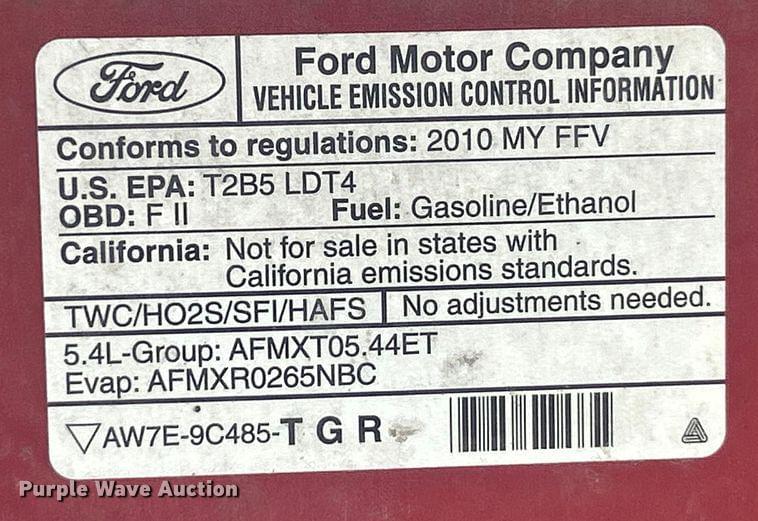 Ford
Ford Motor Company
VEHICLE EMISSION CONTROL INFORMATION
Conforms to regulations: 2010 MY FFV
U.S. EPA: T2B5 LDT4
OBD: F II Fuel: Gasoline/Ethanol
California: Not for sale in states with
California emissions standards.
TWC/HO2S/SFI/HAFS No adjustments needed.
5.4L-Group: AFMXT05.44ET
Evap: AFMXR0265NBC
AW7E-9C485-T G R
Purple Wave Auction